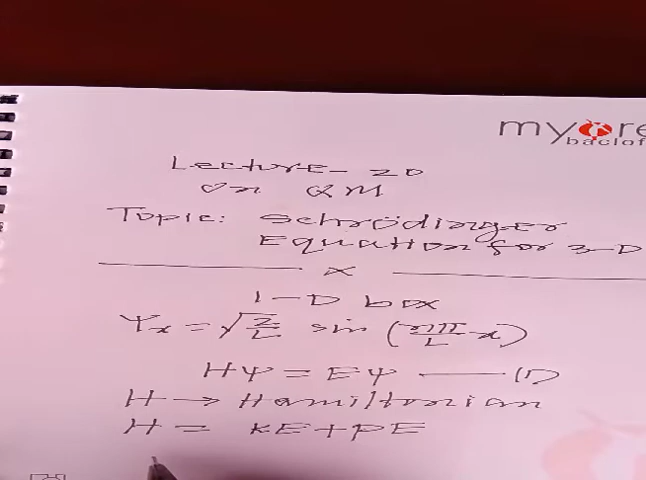 myore
baclof
Lecture - 20
on QM
Topic: Schrödinger
Equation for 3-D
1-D box
Ψx = √2/L sin (nπ/L x)
HΨ = EΨ —— (1)
H → Hamiltonian
H = KE + PE